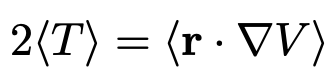 2⟨T⟩ = ⟨𝐫 · ∇V⟩